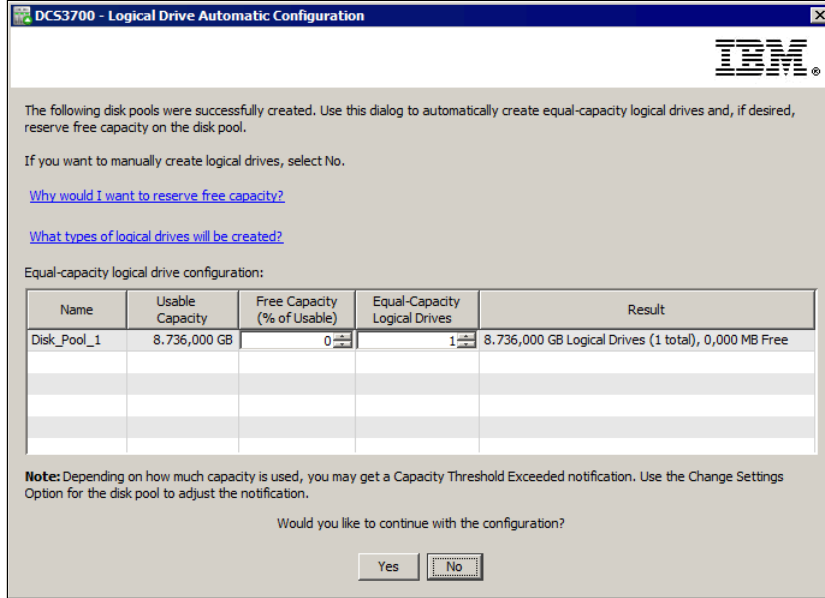 DCS3700 - Logical Drive Automatic Configuration
IBM®
The following disk pools were successfully created. Use this dialog to automatically create equal-capacity logical drives and, if desired,
reserve free capacity on the disk pool.
If you want to manually create logical drives, select No.
Why would I want to reserve free capacity?
What types of logical drives will be created?
Equal-capacity logical drive configuration:
Name Usable Capacity Free Capacity (% of Usable) Equal-Capacity Logical Drives Result
Disk_Pool_1 8.736,000 GB 0 1 8.736,000 GB Logical Drives (1 total), 0,000 MB Free
Note: Depending on how much capacity is used, you may get a Capacity Threshold Exceeded notification. Use the Change Settings
Option for the disk pool to adjust the notification.
Would you like to continue with the configuration?
Yes No